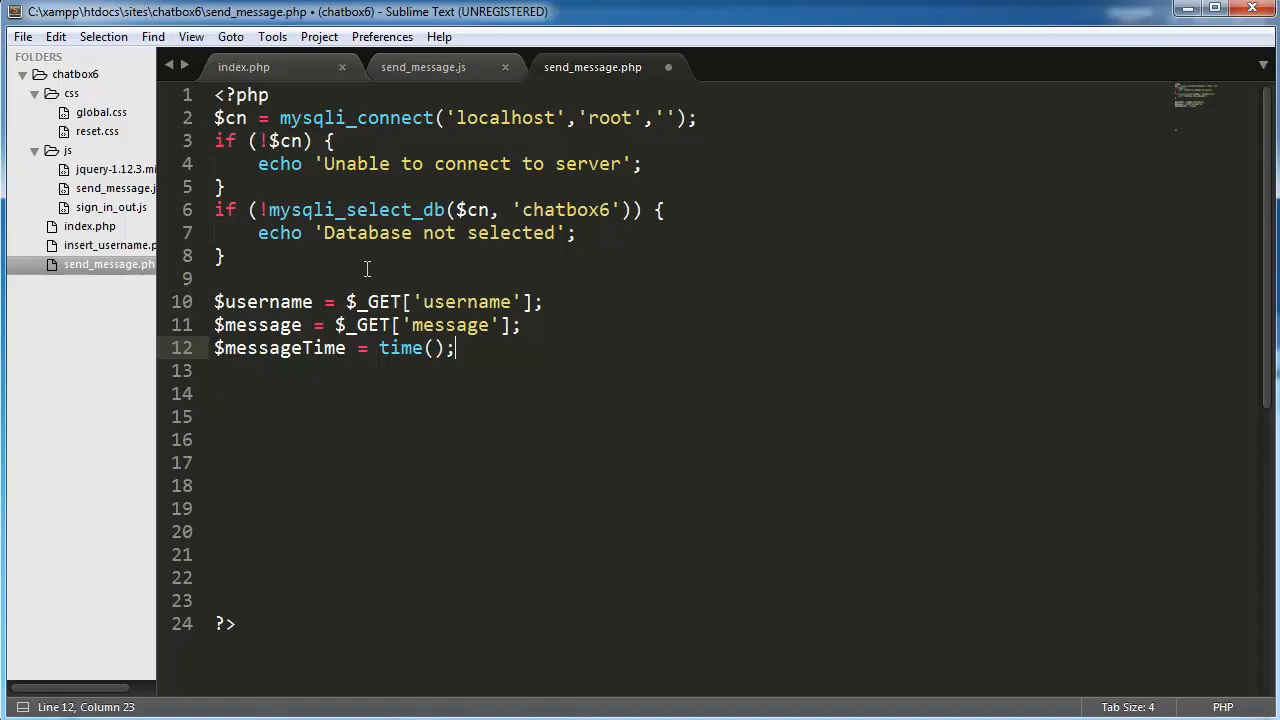 C:\xampp\htdocs\sites\chatbox6\send_message.php • (chatbox6) - Sublime Text (UNREGISTERED)
File Edit Selection Find View Goto Tools Project Preferences Help
FOLDERS
chatbox6
css
global.css
reset.css
js
jquery-1.12.3.mi
send_message.j
sign_in_out.js
index.php
insert_username.p
send_message.ph
index.php send_message.js send_message.php
1 <?php
2 $cn = mysqli_connect('localhost','root','');
3 if (!$cn) {
4 echo 'Unable to connect to server';
5 }
6 if (!mysqli_select_db($cn, 'chatbox6')) {
7 echo 'Database not selected';
8 }
9
10 $username = $_GET['username'];
11 $message = $_GET['message'];
12 $messageTime = time();
13
14
15
16
17
18
19
20
21
22
23
24 ?>
Line 12, Column 23 Tab Size: 4 PHP